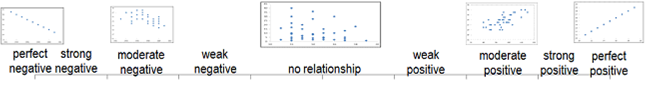 perfect negative
strong negative
moderate negative
weak negative
no relationship
weak positive
moderate positive
strong positive
perfect positive